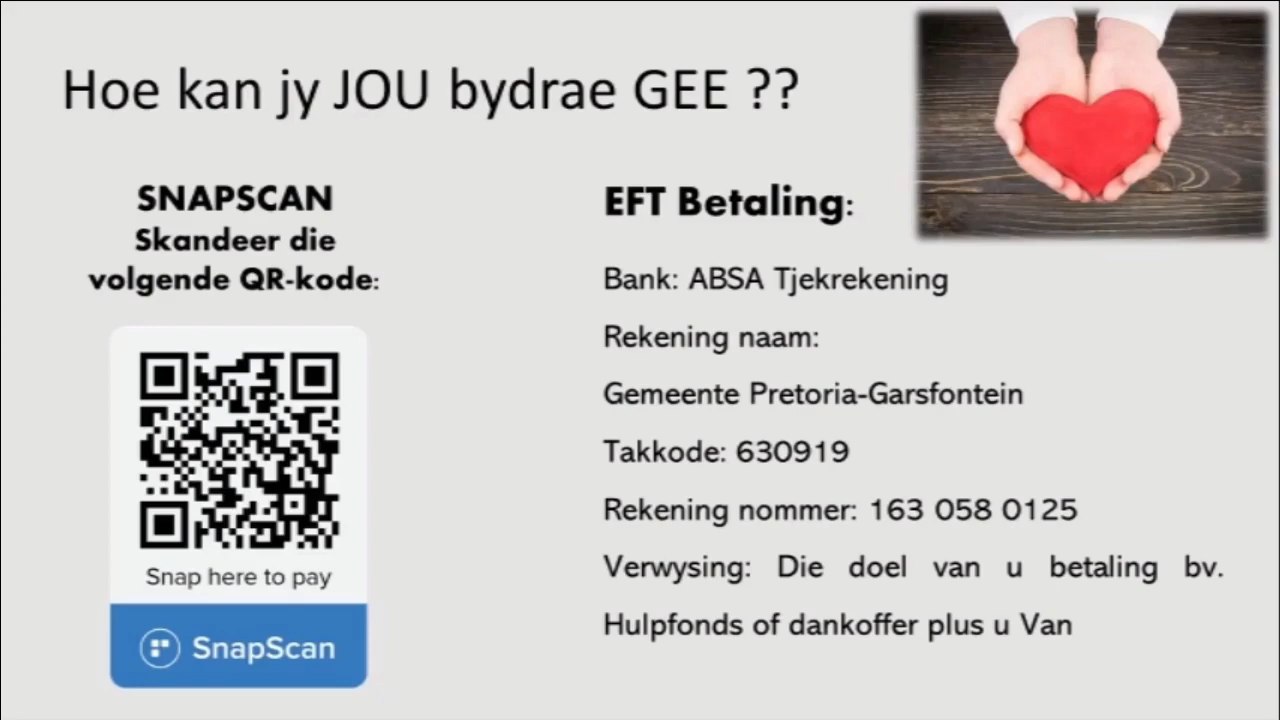 Hoe kan jy JOU bydrae GEE ??
SNAPSCAN
Skandeer die
volgende QR-kode:
Snap here to pay
SnapScan
EFT Betaling:
Bank: ABSA Tjekrekening
Rekening naam:
Gemeente Pretoria-Garsfontein
Takkode: 630919
Rekening nommer: 163 058 0125
Verwysing: Die doel van u betaling bv.
Hulpfonds of dankoffer plus u Van